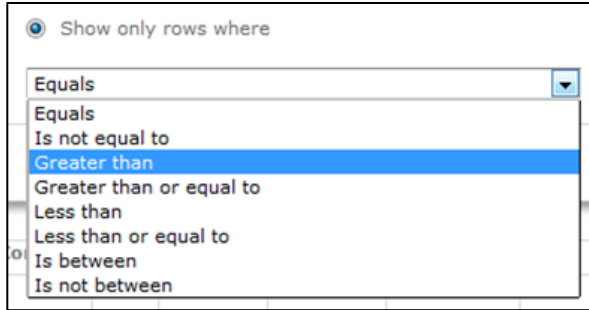 Show only rows where
Equals
Equals
Is not equal to
Greater than
Greater than or equal to
Less than
Less than or equal to
Is between
Is not between